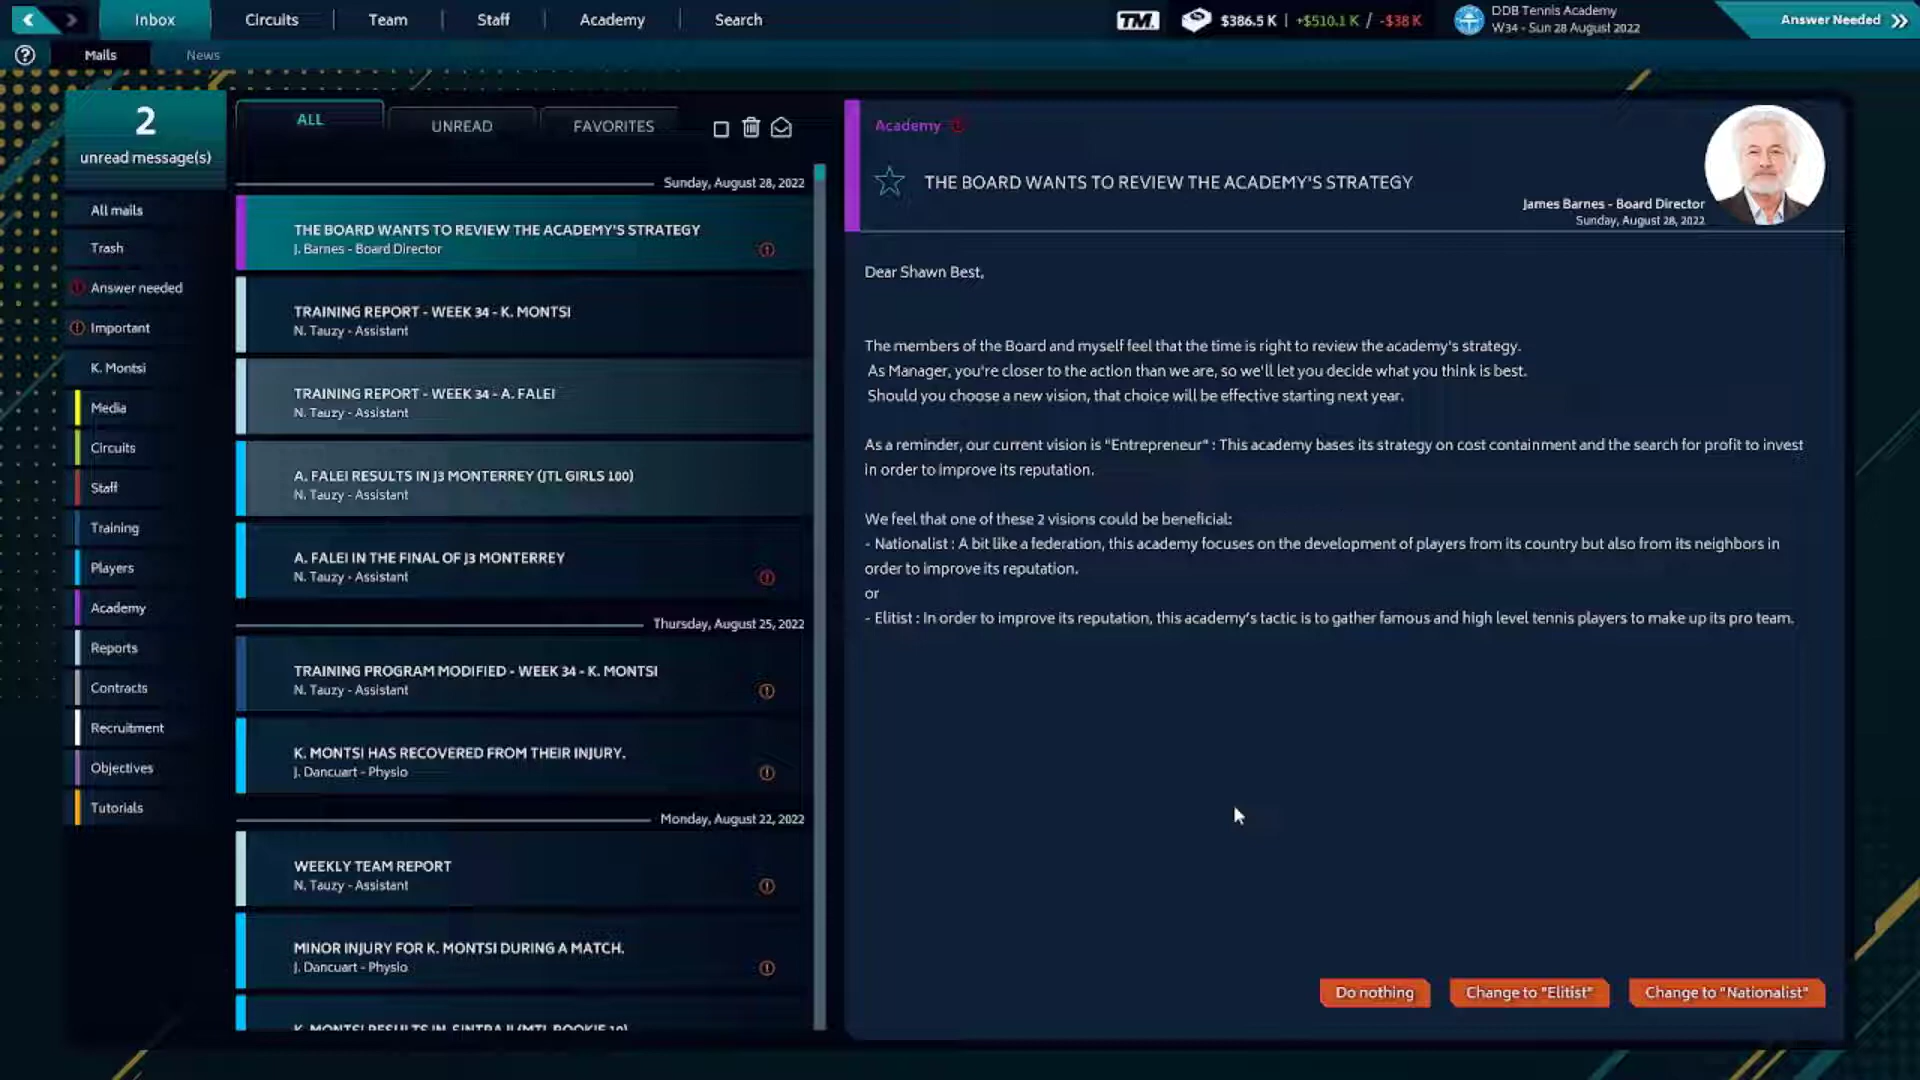 Inbox
Circuits
Team
Staff
Academy
Search
TM.
$386.5 K | +$510.1 K / -$38 K
DDB Tennis Academy
W34 - Sun 28 August 2022
Answer Needed
Mails
News
2
unread message(s)
All mails
Trash
Answer needed
Important
K. Montsi
Media
Circuits
Staff
Training
Players
Academy
Reports
Contracts
Recruitment
Objectives
Tutorials
ALL
UNREAD
FAVORITES
Sunday, August 28, 2022
THE BOARD WANTS TO REVIEW THE ACADEMY'S STRATEGY
J. Barnes - Board Director
TRAINING REPORT - WEEK 34 - K. MONTSI
N. Tauzy - Assistant
TRAINING REPORT - WEEK 34 - A. FALEI
N. Tauzy - Assistant
A. FALEI RESULTS IN J3 MONTERREY (JTL GIRLS 100)
N. Tauzy - Assistant
A. FALEI IN THE FINAL OF J3 MONTERREY
N. Tauzy - Assistant
Thursday, August 25, 2022
TRAINING PROGRAM MODIFIED - WEEK 34 - K. MONTSI
N. Tauzy - Assistant
K. MONTSI HAS RECOVERED FROM THEIR INJURY.
J. Dancuart - Physio
Monday, August 22, 2022
WEEKLY TEAM REPORT
N. Tauzy - Assistant
MINOR INJURY FOR K. MONTSI DURING A MATCH.
J. Dancuart - Physio
K. MONTSI RESULTS IN SINTRA II (MTL ROOKIE 10)
Academy
THE BOARD WANTS TO REVIEW THE ACADEMY'S STRATEGY
James Barnes - Board Director
Sunday, August 28, 2022
Dear Shawn Best,
The members of the Board and myself feel that the time is right to review the academy's strategy.
As Manager, you're closer to the action than we are, so we'll let you decide what you think is best.
Should you choose a new vision, that choice will be effective starting next year.
As a reminder, our current vision is "Entrepreneur" : This academy bases its strategy on cost containment and the search for profit to invest
in order to improve its reputation.
We feel that one of these 2 visions could be beneficial:
- Nationalist : A bit like a federation, this academy focuses on the development of players from its country but also from its neighbors in
order to improve its reputation.
or
- Elitist : In order to improve its reputation, this academy's tactic is to gather famous and high level tennis players to make up its pro team.
Do nothing
Change to "Elitist"
Change to "Nationalist"